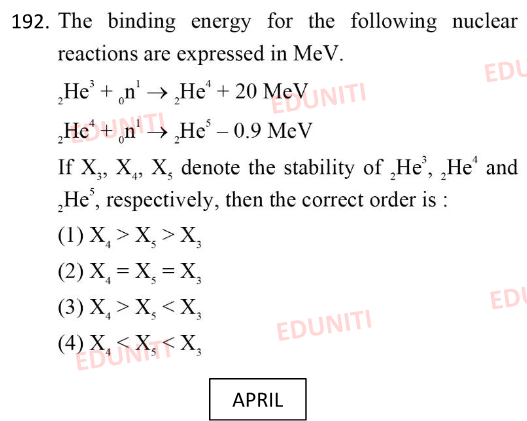 192. The binding energy for the following nuclear
reactions are expressed in MeV.
EDU
₂He³ + ₀n¹ → ₂He⁴ + 20 MeV
EDUNITI
₂He⁴ + ₀n¹ → ₂He⁵ – 0.9 MeV
EDUNITI
If X₃, X₄, X₅ denote the stability of ₂He³, ₂He⁴ and
₂He⁵, respectively, then the correct order is :
(1) X₄ > X₅ > X₃
(2) X₄ = X₅ = X₃
(3) X₄ > X₅ < X₃
EDU
EDUNITI
(4) X₄ < X₅ < X₃
EDUNITI
APRIL